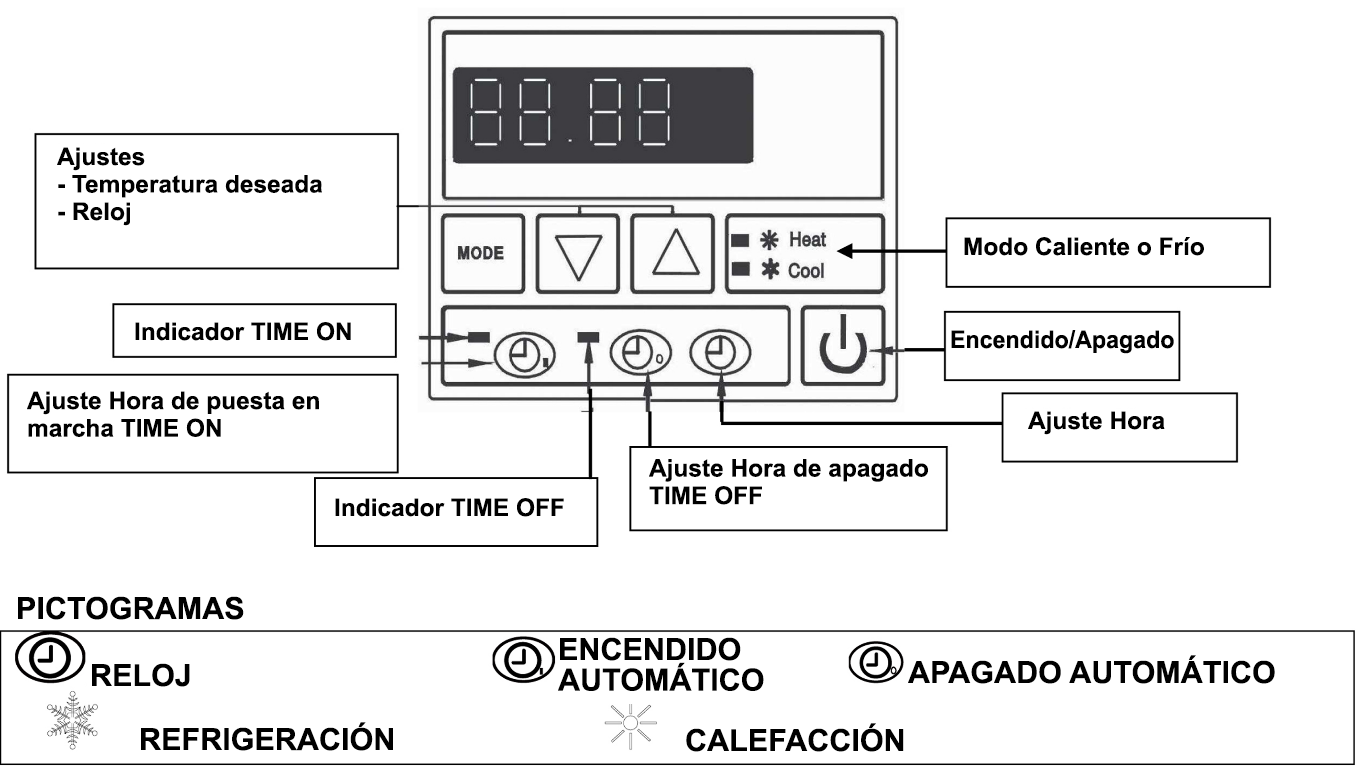 88.88
Ajustes
- Temperatura deseada
- Reloj
MODE
Heat
Cool
Modo Caliente o Frío
Indicador TIME ON
Encendido/Apagado
Ajuste Hora de puesta en
marcha TIME ON
Ajuste Hora
Ajuste Hora de apagado
TIME OFF
Indicador TIME OFF
PICTOGRAMAS
RELOJ
ENCENDIDO
AUTOMÁTICO
APAGADO AUTOMÁTICO
REFRIGERACIÓN
CALEFACCIÓN